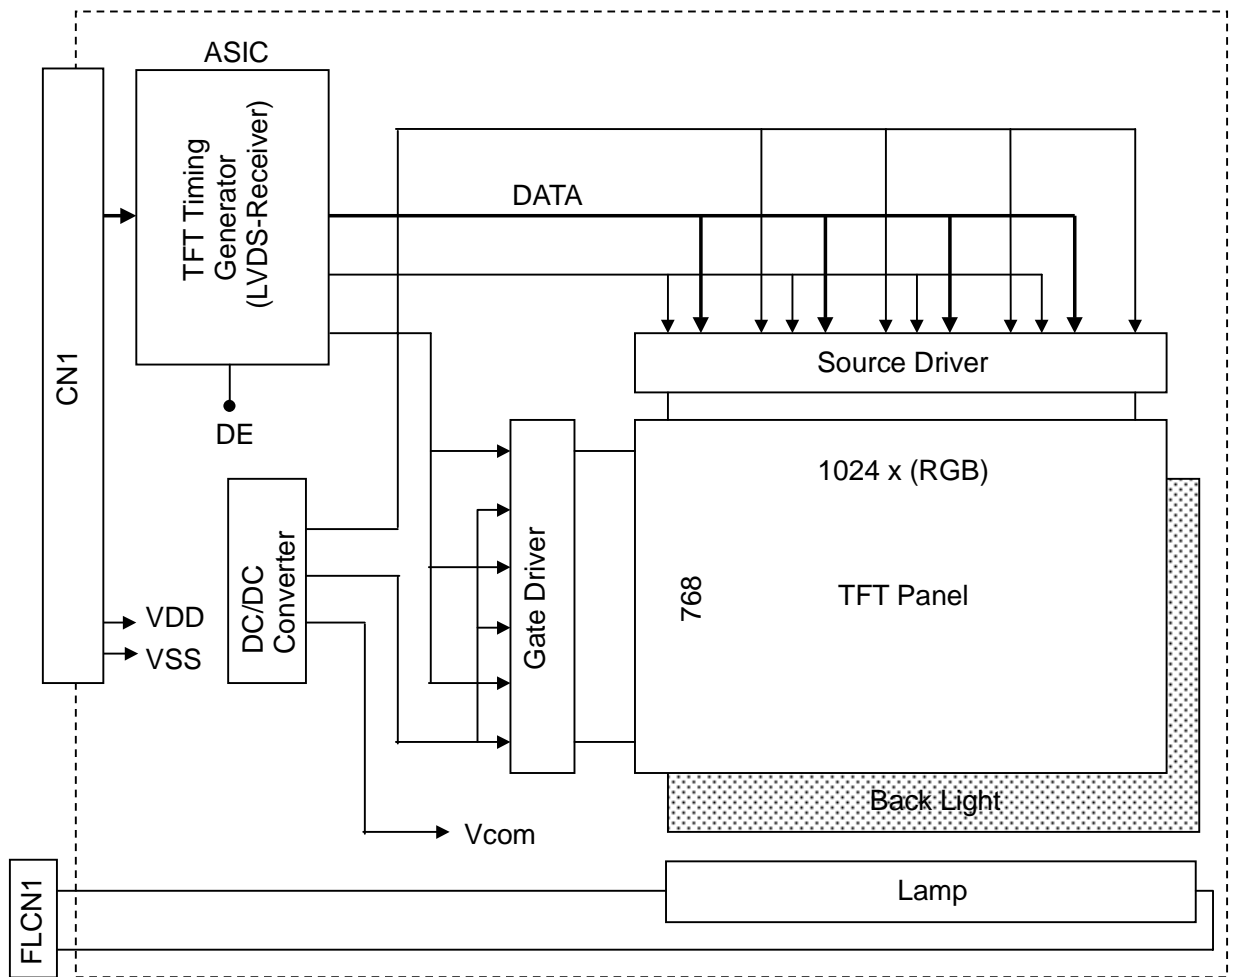 ASIC
CN1
TFT Timing
Generator
(LVDS-Receiver)
DATA
DE
Source Driver
1024 x (RGB)
768
TFT Panel
Gate Driver
DC/DC
Converter
VDD
VSS
Back Light
Vcom
FLCN1
Lamp